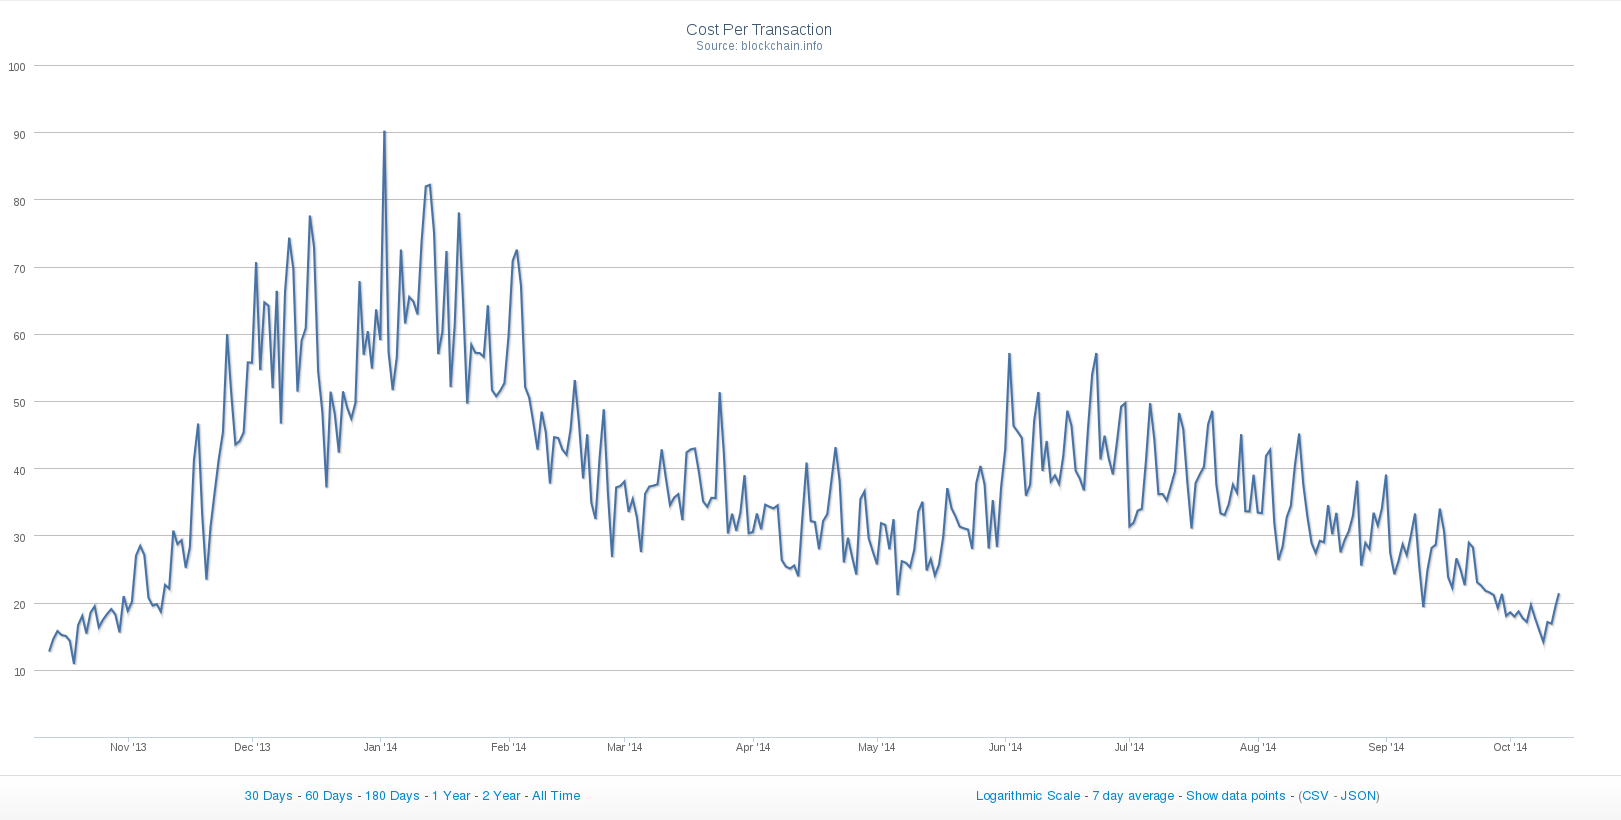 Cost Per Transaction
Source: blockchain.info
100
90
80
70
60
50
40
30
20
10
Nov '13 Dec '13 Jan '14 Feb '14 Mar '14 Apr '14 May '14 Jun '14 Jul '14 Aug '14 Sep '14 Oct '14
30 Days - 60 Days - 180 Days - 1 Year - 2 Year - All Time Logarithmic Scale - 7 day average - Show data points - (CSV - JSON)